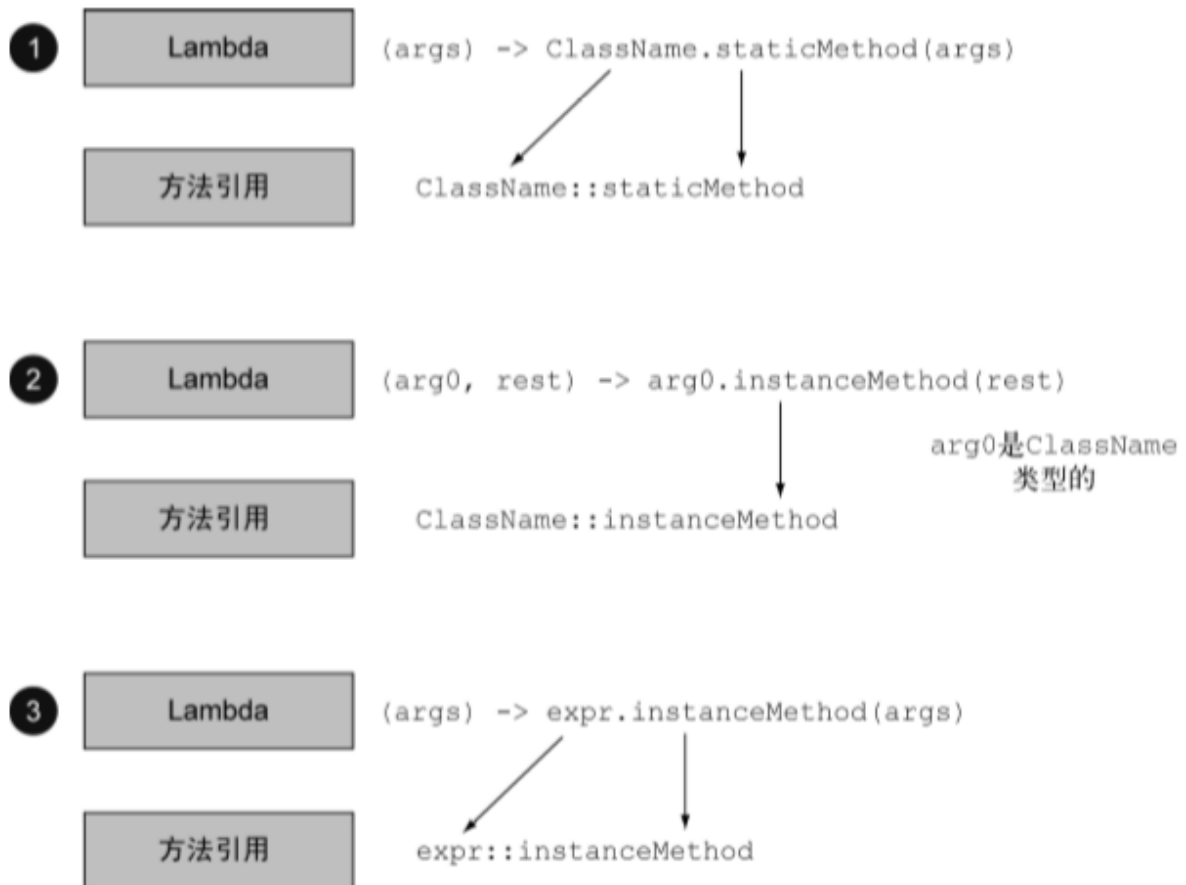 1 Lambda (args) -> ClassName.staticMethod(args)
方法引用 ClassName::staticMethod
2 Lambda (arg0, rest) -> arg0.instanceMethod(rest)
arg0是ClassName
类型的
方法引用 ClassName::instanceMethod
3 Lambda (args) -> expr.instanceMethod(args)
方法引用 expr::instanceMethod